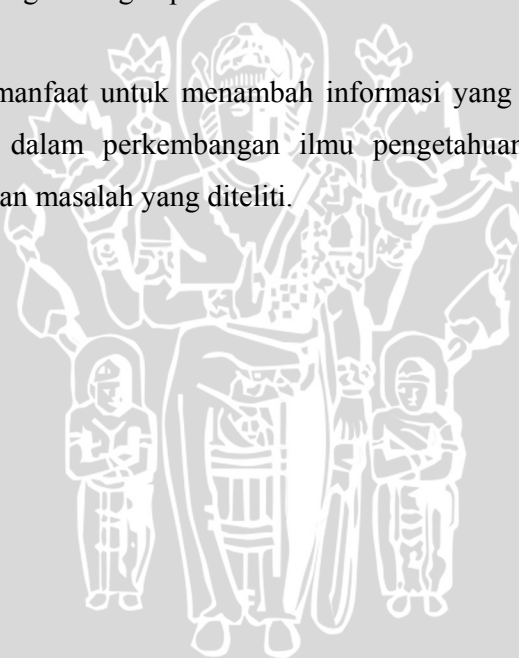 manfaat untuk menambah informasi yang
dalam perkembangan ilmu pengetahuan
an masalah yang diteliti.